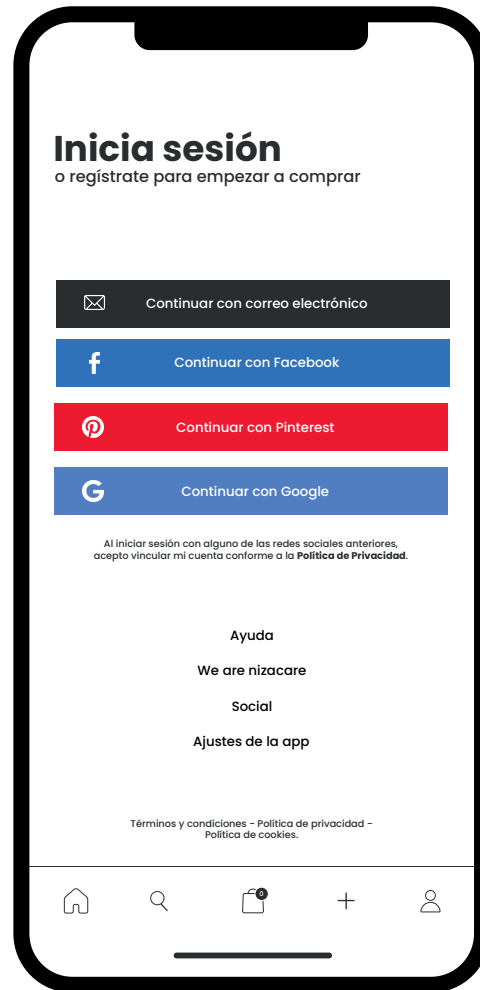 Inicia sesión
o regístrate para empezar a comprar
Continuar con correo electrónico
Continuar con Facebook
Continuar con Pinterest
Continuar con Google
Al iniciar sesión con alguno de las redes sociales anteriores,
acepto vincular mi cuenta conforme a la Política de Privacidad.
Ayuda
We are nizacare
Social
Ajustes de la app
Términos y condiciones - Política de privacidad -
Política de cookies.
0